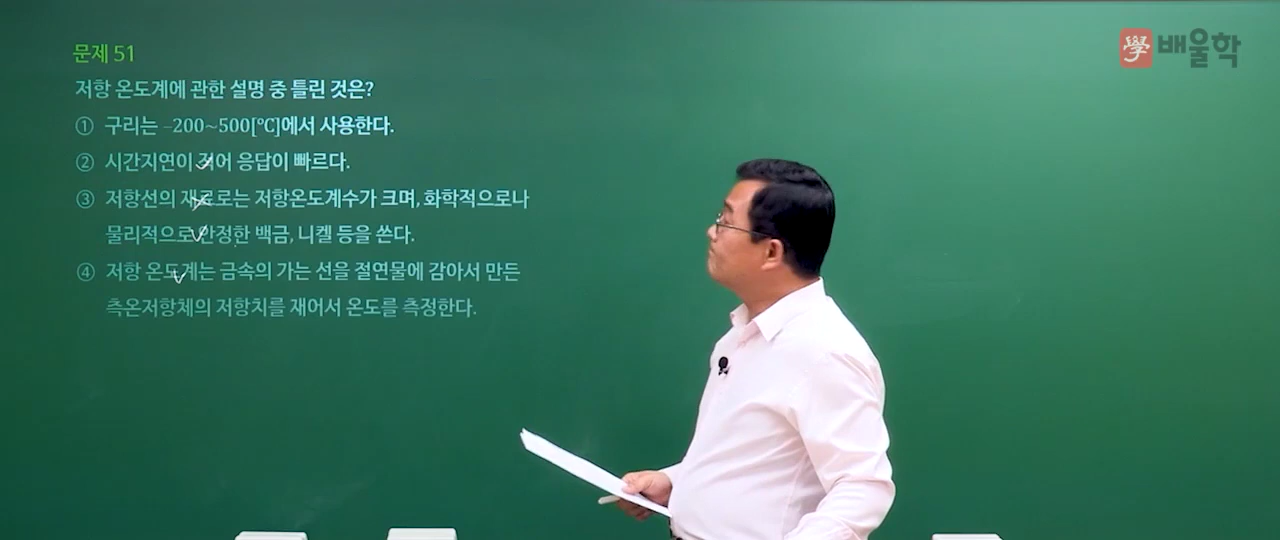 學 배울학
문제 51
저항 온도계에 관한 설명 중 틀린 것은?
① 구리는 -200~500[℃]에서 사용한다.
② 시간지연이 적어 응답이 빠르다.
③ 저항선의 재료로는 저항온도계수가 크며, 화학적으로나
물리적으로 안정한 백금, 니켈 등을 쓴다.
④ 저항 온도계는 금속의 가는 선을 절연물에 감아서 만든
측온저항체의 저항치를 재어서 온도를 측정한다.